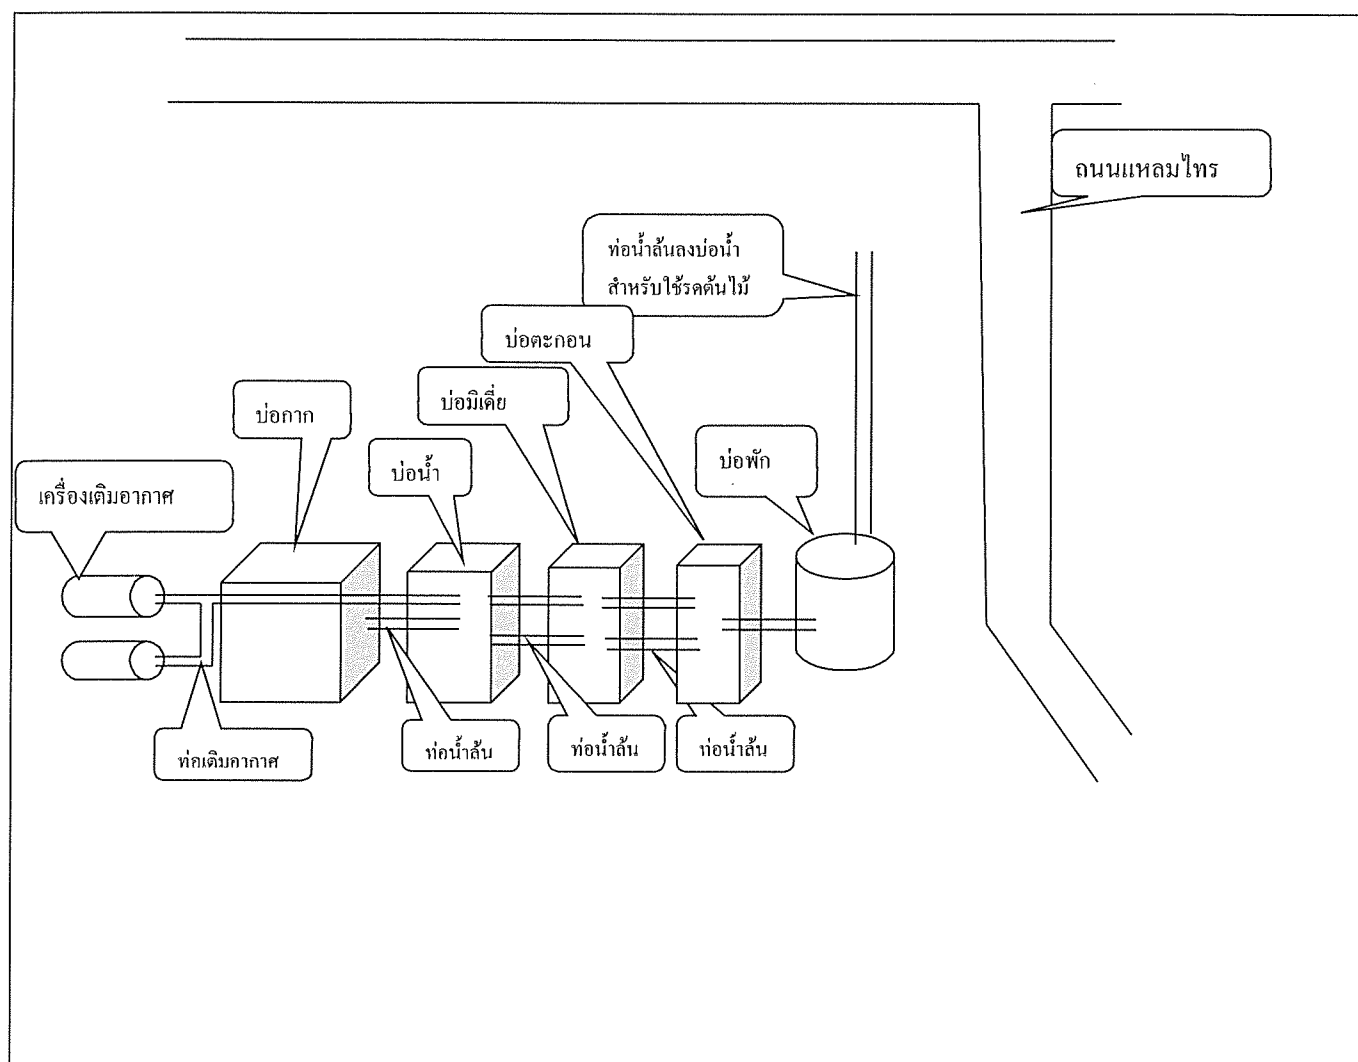 ถนนแหลมไทร
ท่อน้ำล้นลงบ่อน้ำ
สำหรับใช้รดต้นไม้
บ่อตะกอน
บ่อมิเดี่ย
บ่อกาก
บ่อน้ำ
บ่อพัก
เครื่องเติมอากาศ
ท่อเติมอากาศ
ท่อน้ำล้น
ท่อน้ำล้น
ท่อน้ำล้น